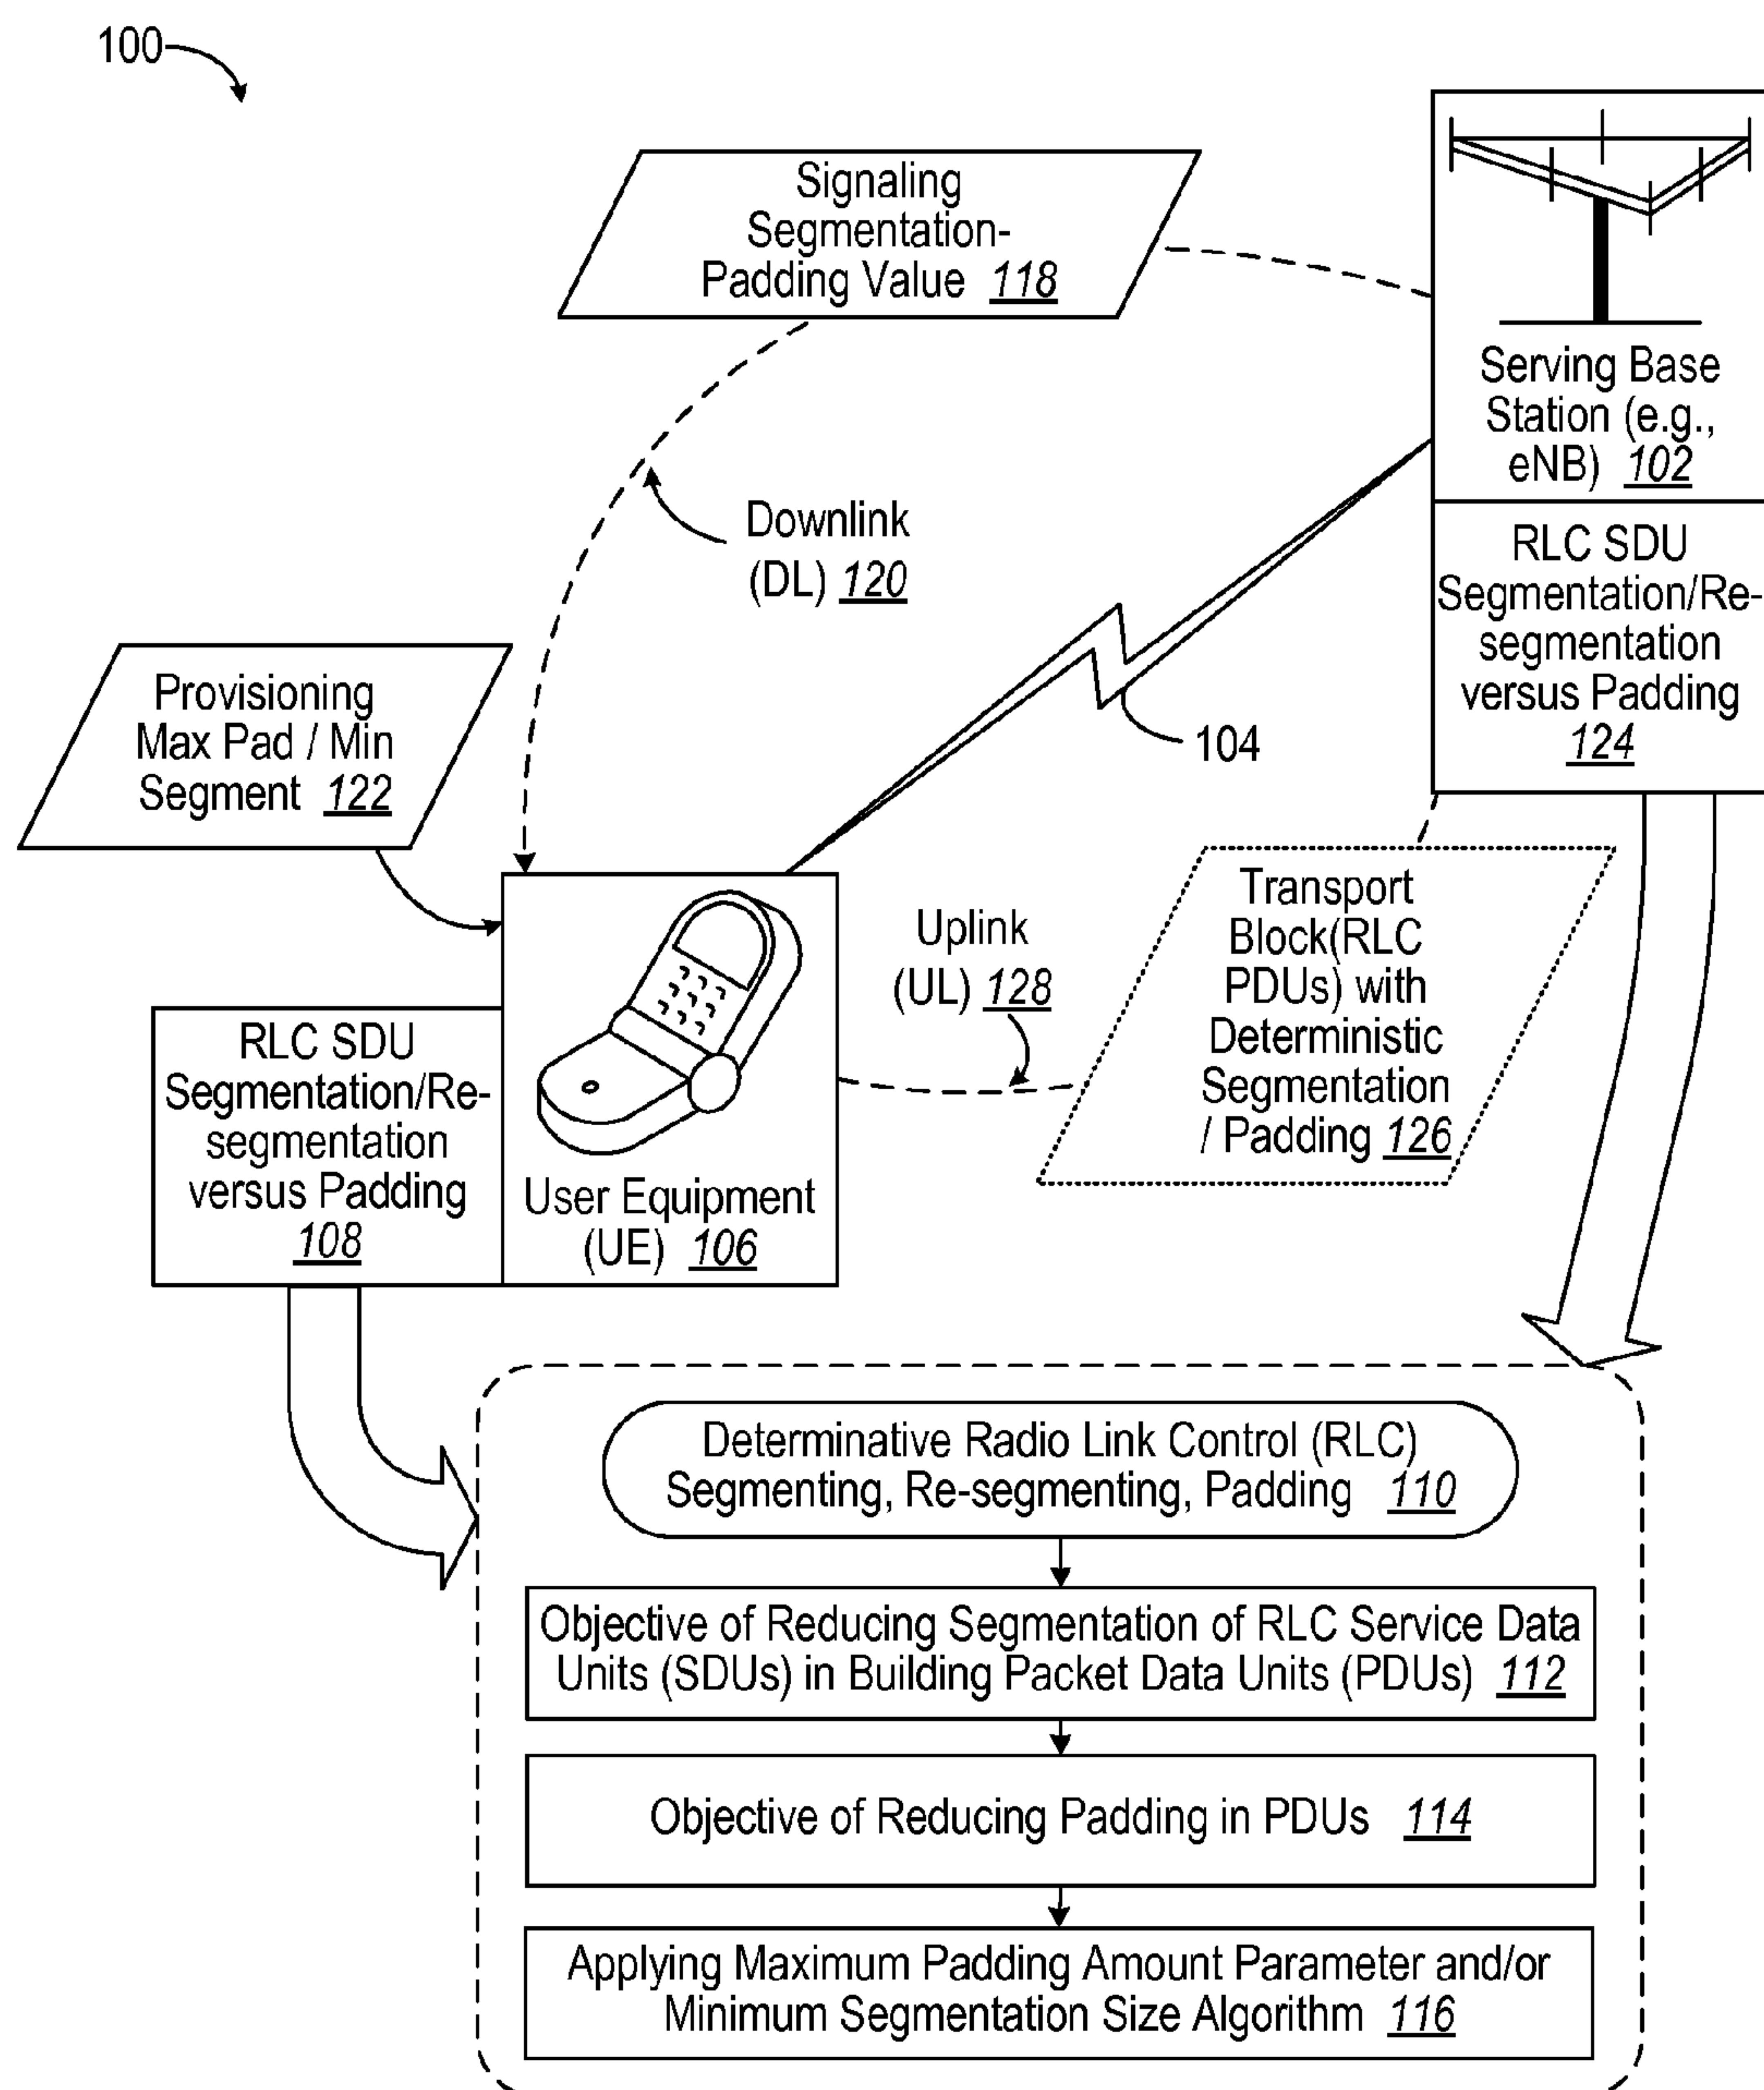 100
Signaling
Segmentation-
Padding Value 118
Serving Base
Station (e.g.,
eNB) 102
RLC SDU
Segmentation/Re-
segmentation
versus Padding
124
Downlink
(DL) 120
Provisioning
Max Pad / Min
Segment 122
104
Uplink
(UL) 128
Transport
Block(RLC
PDUs) with
Deterministic
Segmentation
/ Padding 126
RLC SDU
Segmentation/Re-
segmentation
versus Padding
108
User Equipment
(UE) 106
Determinative Radio Link Control (RLC)
Segmenting, Re-segmenting, Padding 110
Objective of Reducing Segmentation of RLC Service Data
Units (SDUs) in Building Packet Data Units (PDUs) 112
Objective of Reducing Padding in PDUs 114
Applying Maximum Padding Amount Parameter and/or
Minimum Segmentation Size Algorithm 116